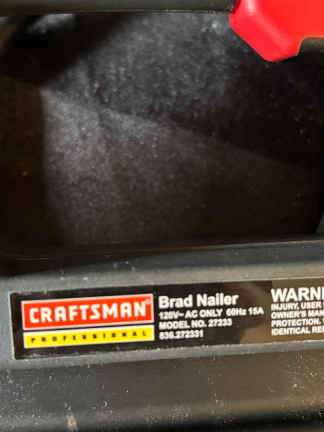 CRAFTSMAN®
PROFESSIONAL
Brad Nailer
120V~ AC ONLY 60Hz 15A
MODEL NO. 27233
836.272331
WARN
INJURY, USER
OWNER'S MAN
PROTECTION.
IDENTICAL RE